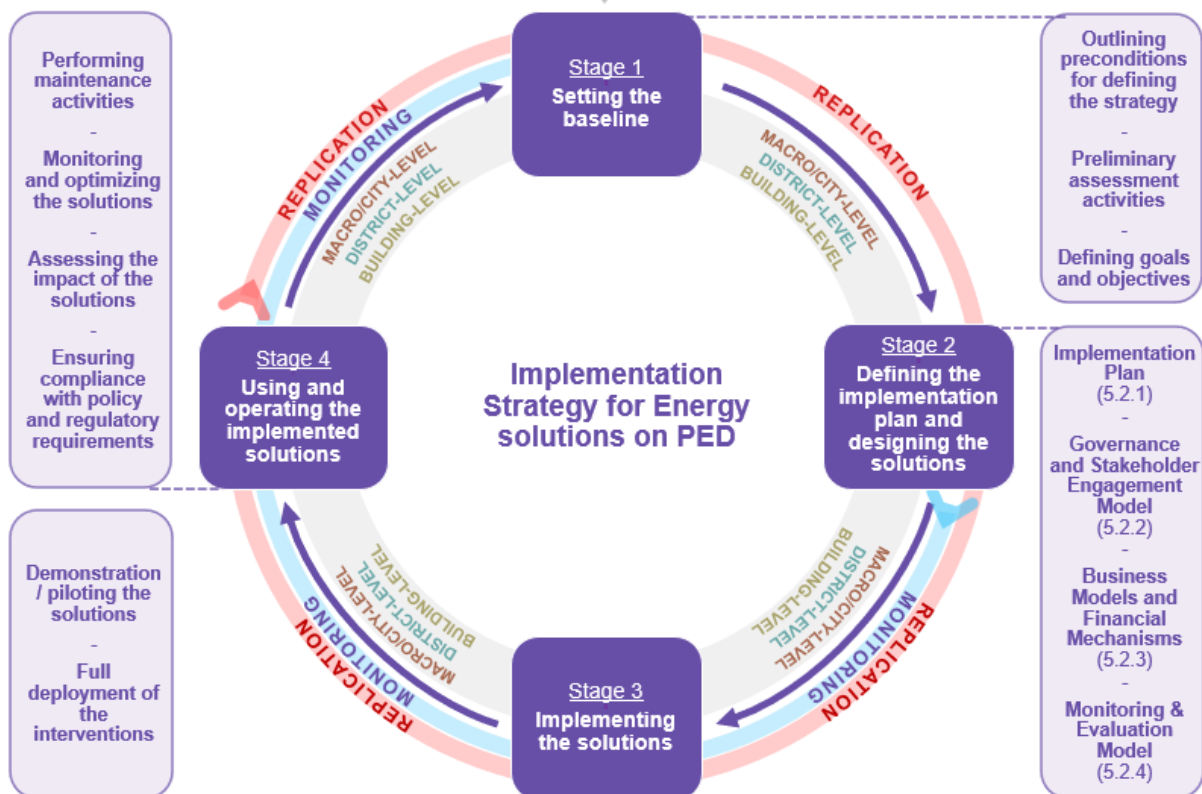 Performing
maintenance
activities
-
Monitoring
and optimizing
the solutions
-
Assessing the
impact of the
solutions
-
Ensuring
compliance
with policy
and regulatory
requirements
Demonstration
/ piloting the
solutions
-
Full
deployment of
the
interventions
Stage 1
Setting the
baseline
REPLICATION
MACRO/CITY-LEVEL
DISTRICT-LEVEL
BUILDING-LEVEL
Stage 2
Defining the
implementation
plan and
designing the
solutions
REPLICATION
MONITORING
MACRO/CITY-LEVEL
DISTRICT-LEVEL
BUILDING-LEVEL
Stage 3
Implementing
the solutions
REPLICATION
MONITORING
MACRO/CITY-LEVEL
DISTRICT-LEVEL
BUILDING-LEVEL
Stage 4
Using and
operating the
implemented
solutions
REPLICATION
MONITORING
MACRO/CITY-LEVEL
DISTRICT-LEVEL
BUILDING-LEVEL
Implementation
Strategy for Energy
solutions on PED
Outlining
preconditions
for defining
the strategy
-
Preliminary
assessment
activities
-
Defining goals
and objectives
Implementation
Plan
(5.2.1)
-
Governance
and Stakeholder
Engagement
Model
(5.2.2)
-
Business
Models and
Financial
Mechanisms
(5.2.3)
-
Monitoring &
Evaluation
Model
(5.2.4)